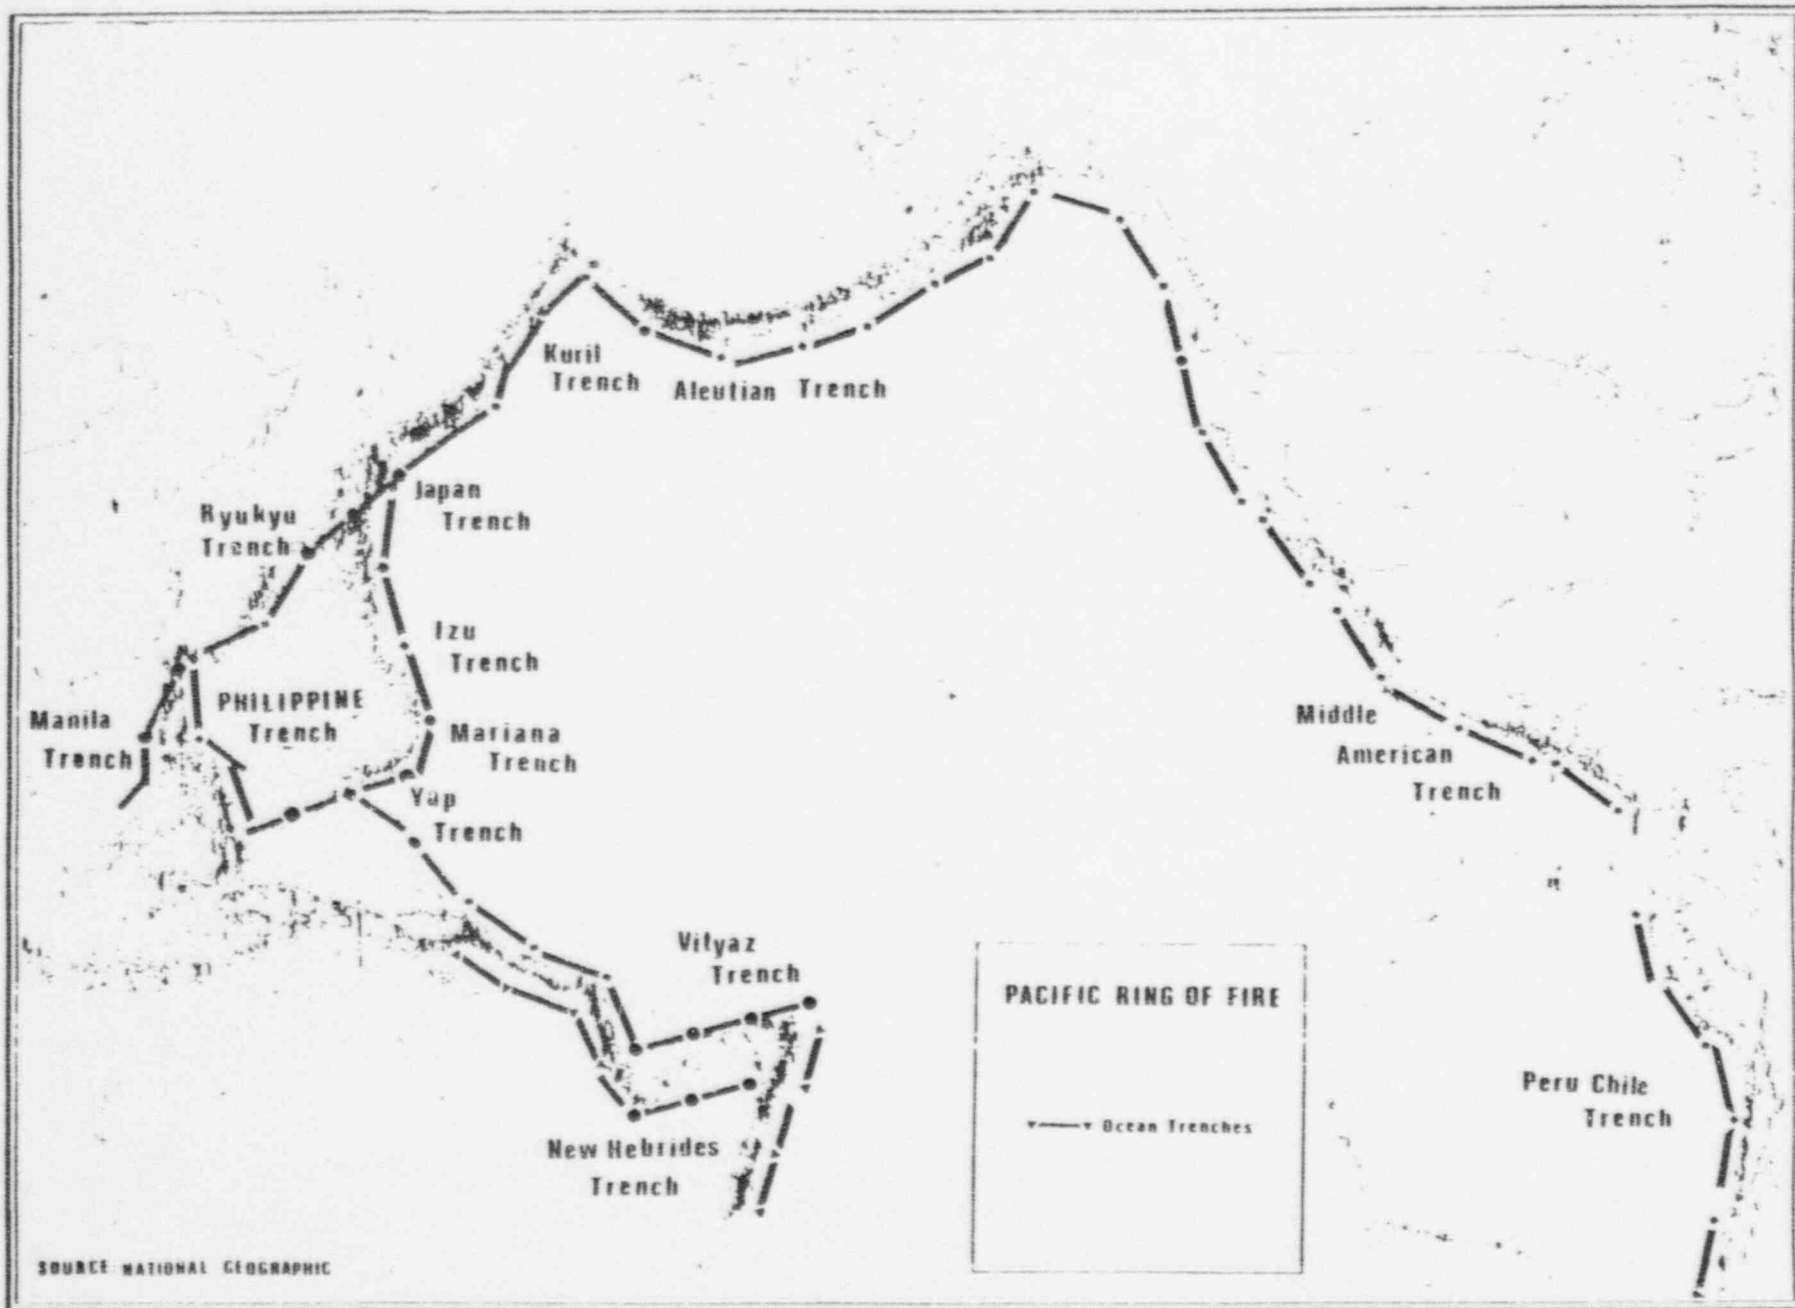 Kuril
Trench
Aleutian Trench
Japan
Trench
Ryukyu
Trench
Izu
Trench
PHILIPPINE
Trench
Manila
Trench
Mariana
Trench
Yap
Trench
Middle
American
Trench
Vityaz
Trench
New Hebrides
Trench
Peru Chile
Trench
PACIFIC RING OF FIRE
Ocean Trenches
SOURCE NATIONAL GEOGRAPHIC